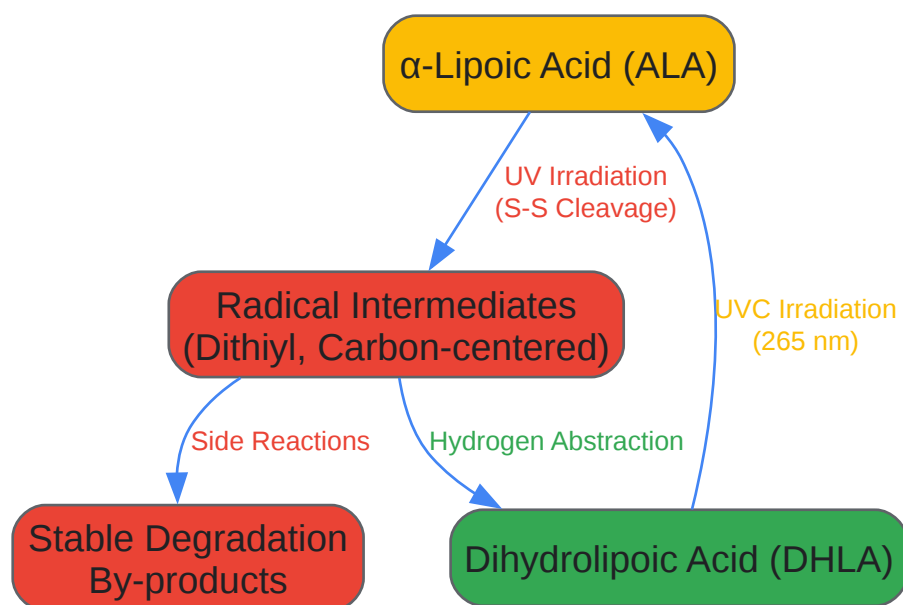 α-Lipoic Acid (ALA)
UV Irradiation
(S-S Cleavage)
Radical Intermediates
(Dithiyl, Carbon-centered)
UVC Irradiation
(265 nm)
Side Reactions
Hydrogen Abstraction
Stable Degradation
By-products
Dihydrolipoic Acid (DHLA)